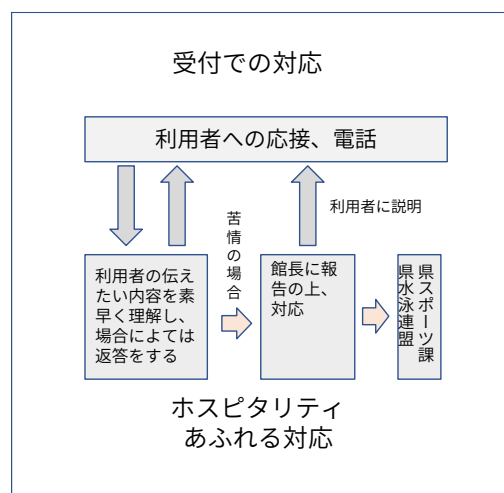 受付での対応
利用者への応接、電話
利用者に説明
苦情の場合
利用者の伝え
たい内容を素
早く理解し、
場合によては
返答をする
館長に報
告の上、
対応
県スポーツ課
県水泳連盟
ホスピタリティ
あふれる対応